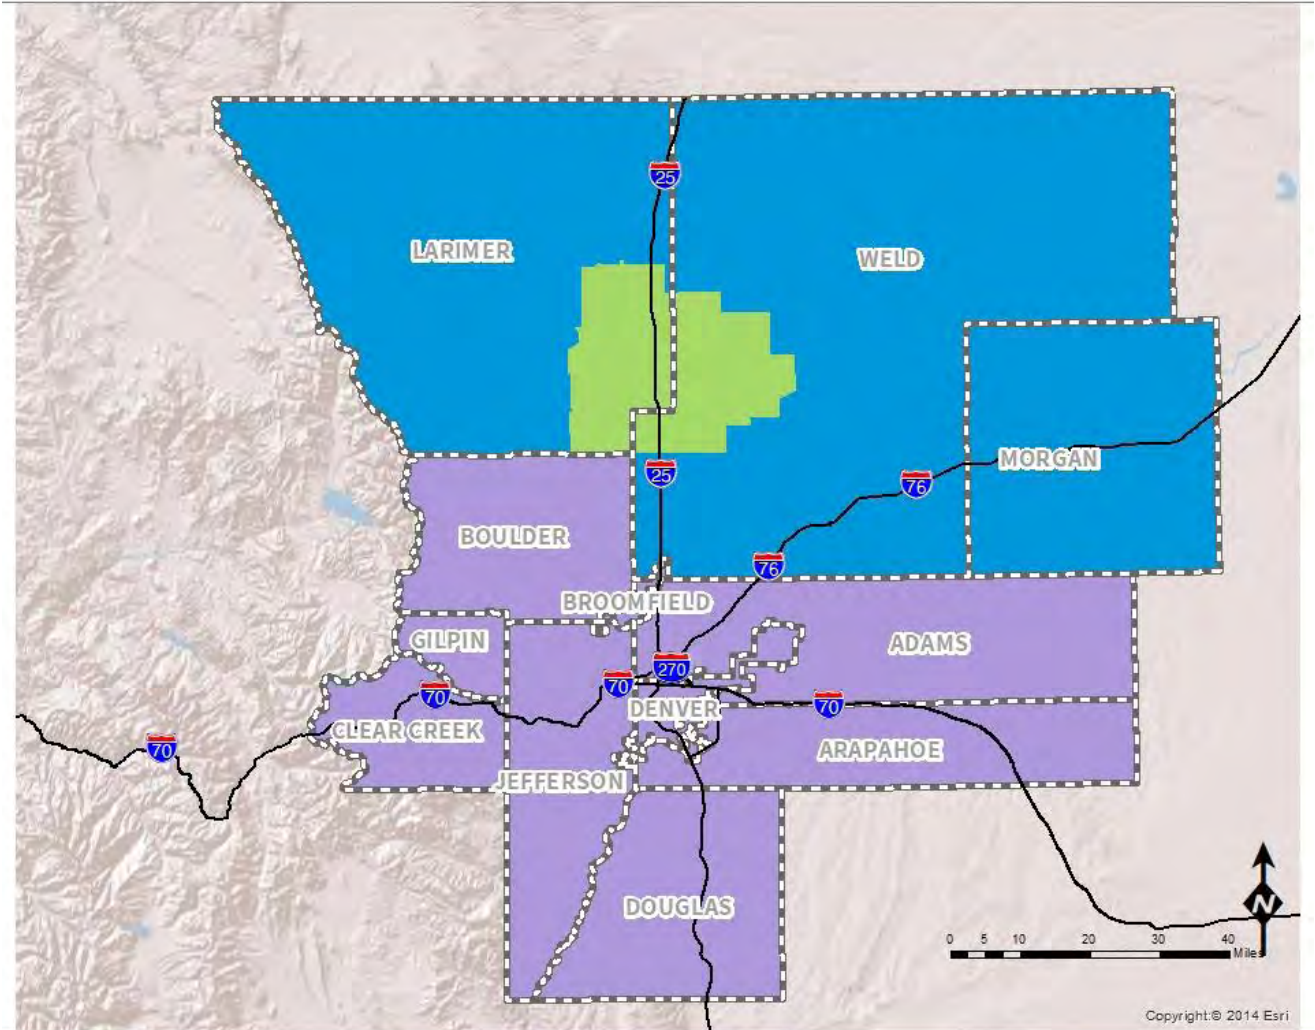 25
LARIMER
WELD
MORGAN
25
76
BOULDER
76
BROOMFIELD
GILPIN
ADAMS
270
70
70
70
DENVER
CLEAR CREEK
70
ARAPAHOE
JEFFERSON
DOUGLAS
N
0 5 10 20 30 40
Miles
Copyright:© 2014 Esri